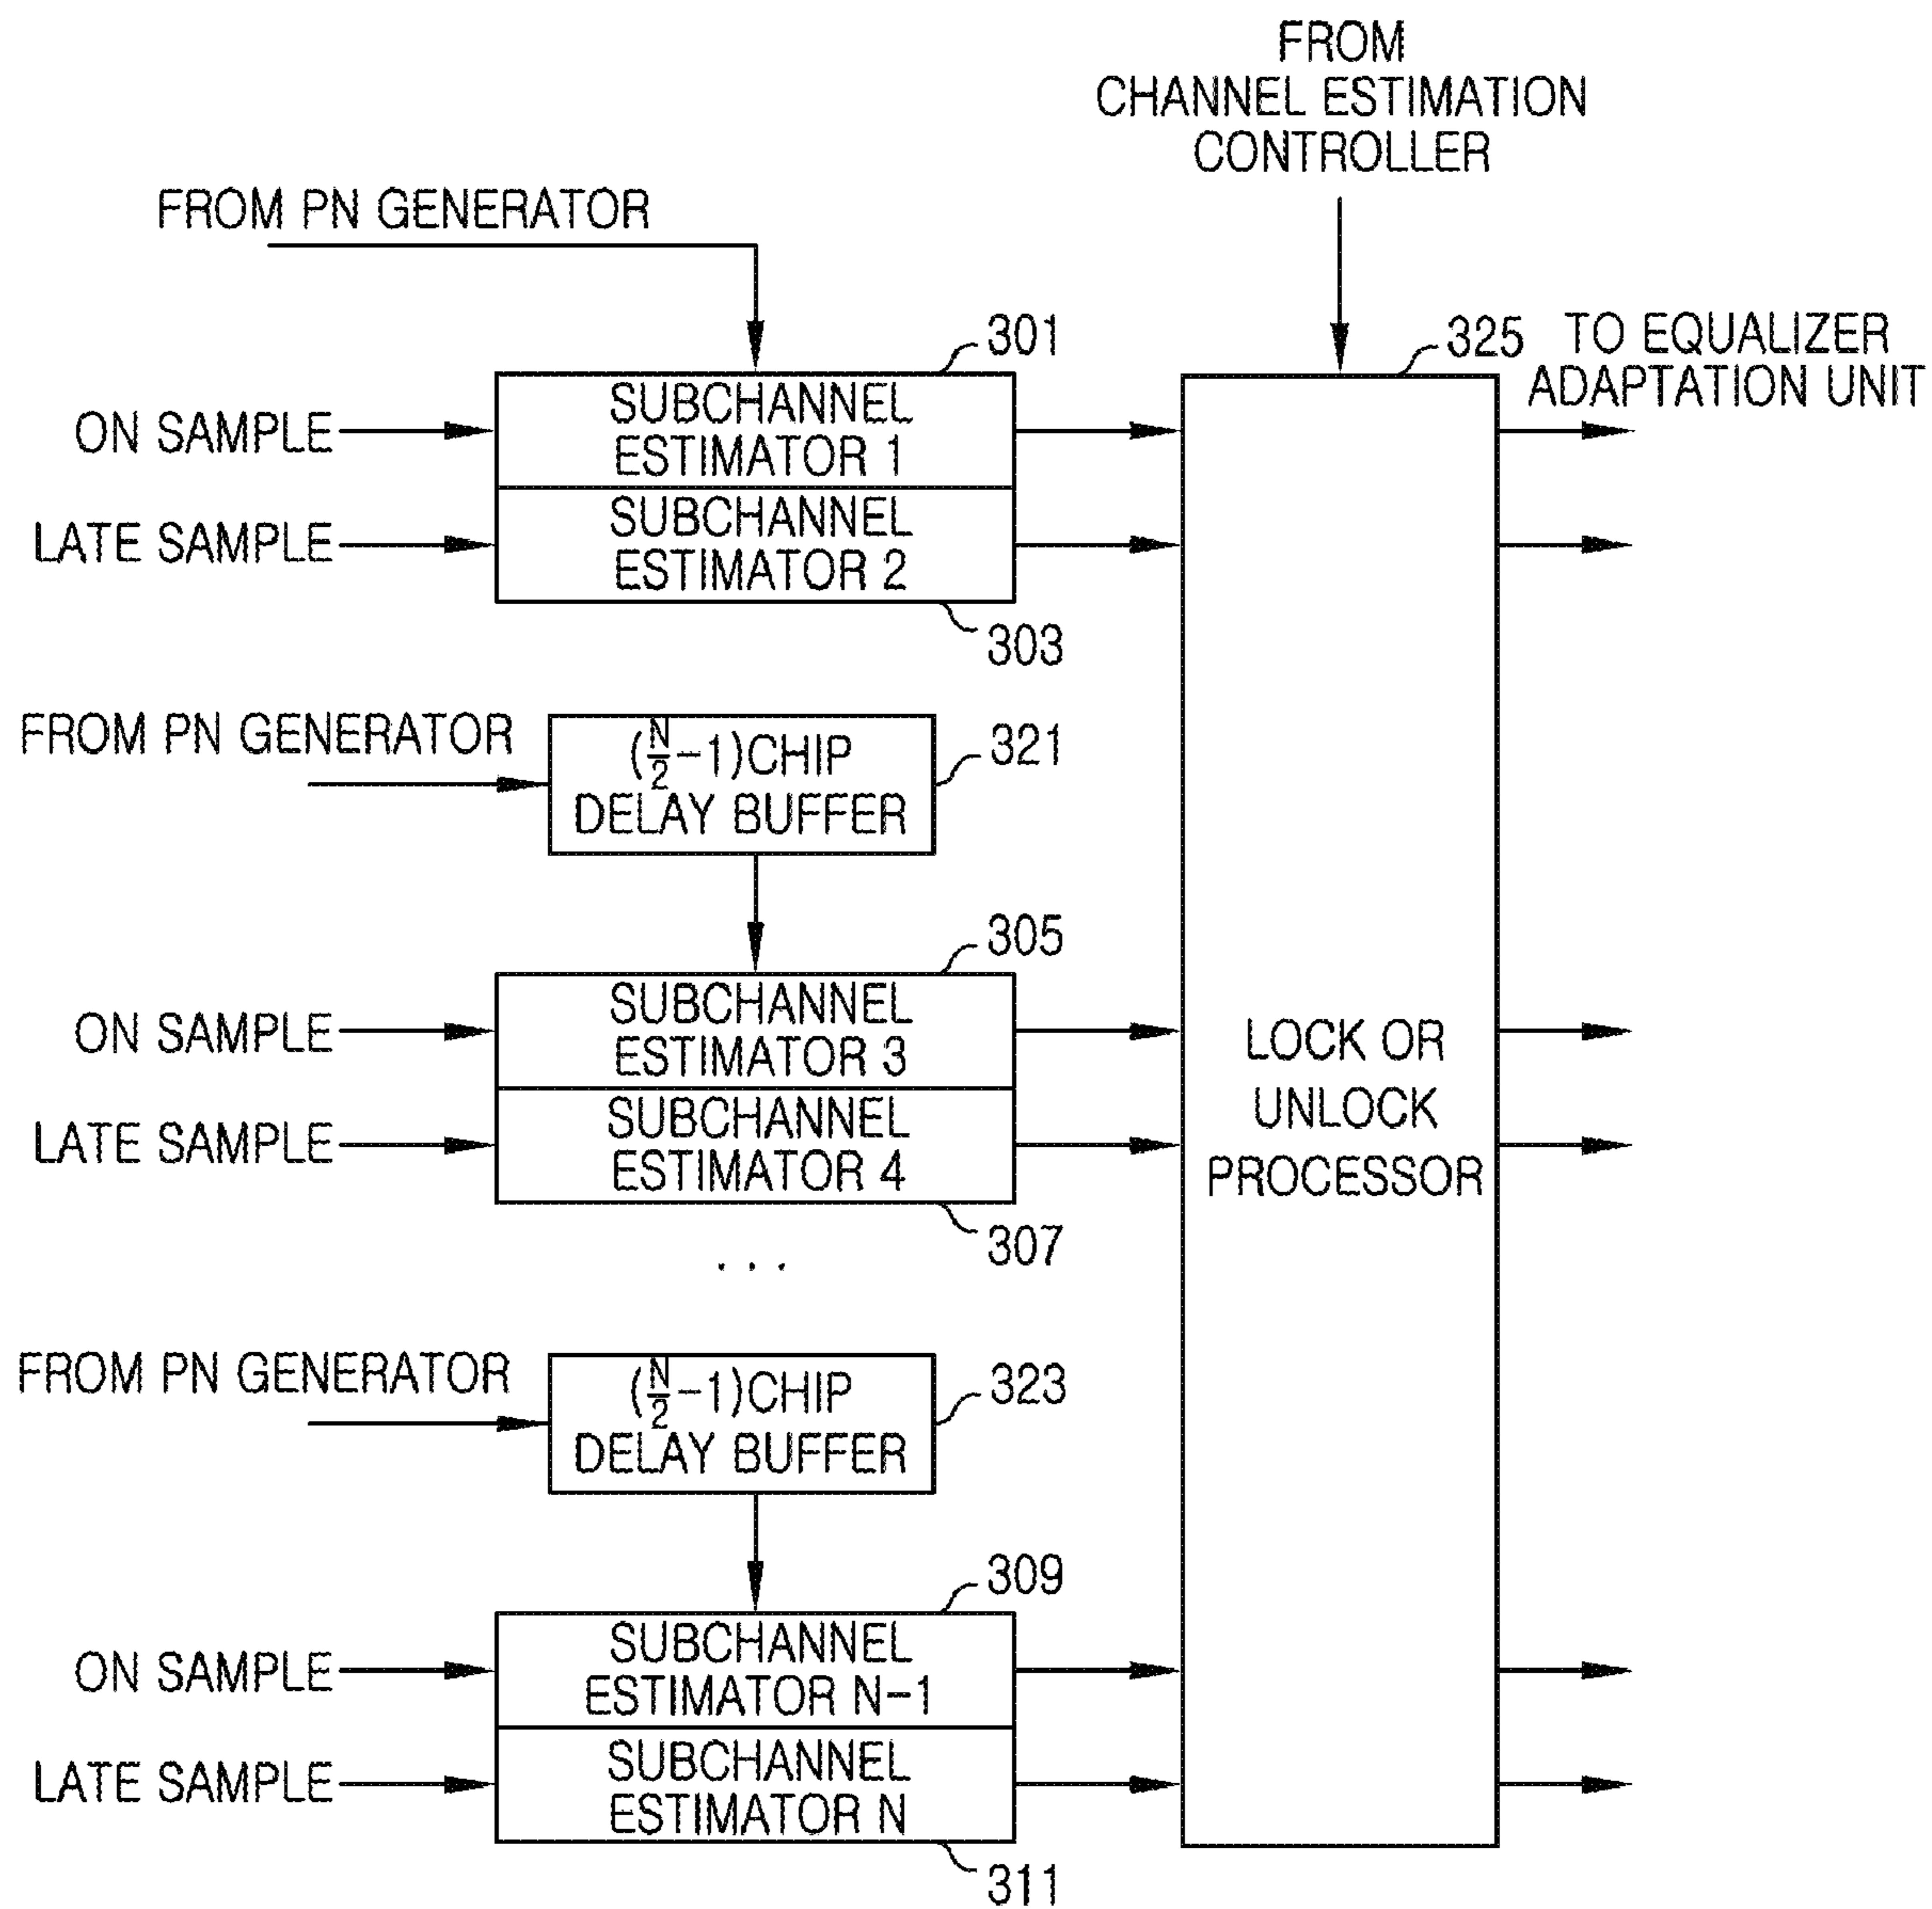 FROM
CHANNEL ESTIMATION
CONTROLLER
FROM PN GENERATOR
301
325
TO EQUALIZER
ADAPTATION UNIT
ON SAMPLE
SUBCHANNEL
ESTIMATOR 1
LATE SAMPLE
SUBCHANNEL
ESTIMATOR 2
303
FROM PN GENERATOR
(N/2-1)CHIP
DELAY BUFFER
321
305
ON SAMPLE
SUBCHANNEL
ESTIMATOR 3
LATE SAMPLE
SUBCHANNEL
ESTIMATOR 4
307
LOCK OR
UNLOCK
PROCESSOR
...
FROM PN GENERATOR
(N/2-1)CHIP
DELAY BUFFER
323
309
ON SAMPLE
SUBCHANNEL
ESTIMATOR N-1
LATE SAMPLE
SUBCHANNEL
ESTIMATOR N
311